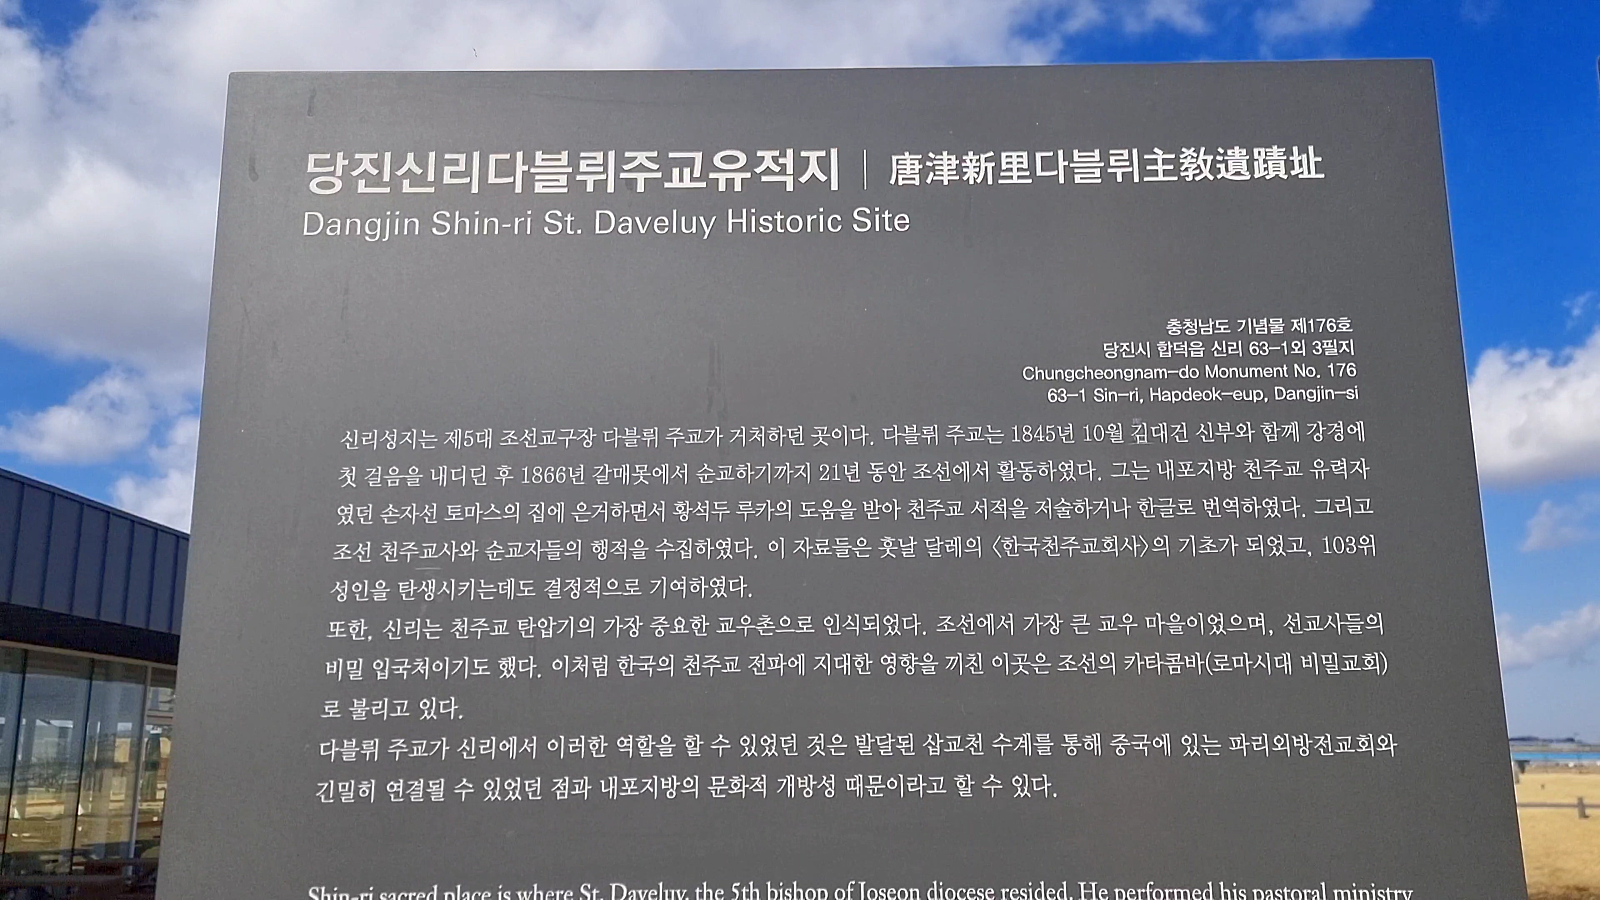 당진신리다블뤼주교유적지 | 唐津新里다블뤼主敎遺蹟址
Dangjin Shin-ri St. Daveluy Historic Site
충청남도 기념물 제176호
당진시 합덕읍 신리 63-1외 3필지
Chungcheongnam-do Monument No. 176
63-1 Sin-ri, Hapdeok-eup, Dangjin-si
신리성지는 제5대 조선교구장 다블뤼 주교가 거처하던 곳이다. 다블뤼 주교는 1845년 10월 김대건 신부와 함께 강경에
첫 걸음을 내디딘 후 1866년 갈매못에서 순교하기까지 21년 동안 조선에서 활동하였다. 그는 내포지방 천주교 유력자
였던 손자선 토마스의 집에 은거하면서 황석두 루카의 도움을 받아 천주교 서적을 저술하거나 한글로 번역하였다. 그리고
조선 천주교사와 순교자들의 행적을 수집하였다. 이 자료들은 훗날 달레의 〈한국천주교회사〉의 기초가 되었고, 103위
성인을 탄생시키는데도 결정적으로 기여하였다.
또한, 신리는 천주교 탄압기의 가장 중요한 교우촌으로 인식되었다. 조선에서 가장 큰 교우 마을이었으며, 선교사들의
비밀 입국처이기도 했다. 이처럼 한국의 천주교 전파에 지대한 영향을 끼친 이곳은 조선의 카타콤바(로마시대 비밀교회)
로 불리고 있다.
다블뤼 주교가 신리에서 이러한 역할을 할 수 있었던 것은 발달된 삽교천 수계를 통해 중국에 있는 파리외방전교회와
긴밀히 연결될 수 있었던 점과 내포지방의 문화적 개방성 때문이라고 할 수 있다.
Shin-ri sacred place is where St. Daveluy, the 5th bishop of Joseon diocese resided. He performed his pastoral ministry